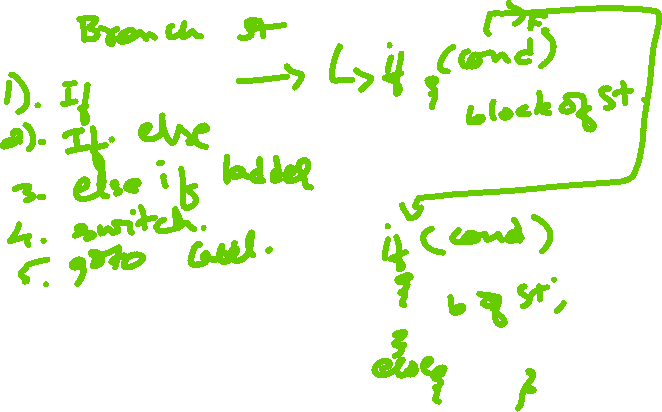 Branch st
1). If
2). If. else
3. else if ladder
4. switch.
5. goto label.
if (cond)
{
block of st.
if (cond)
{
b of st;
}
else
{ }